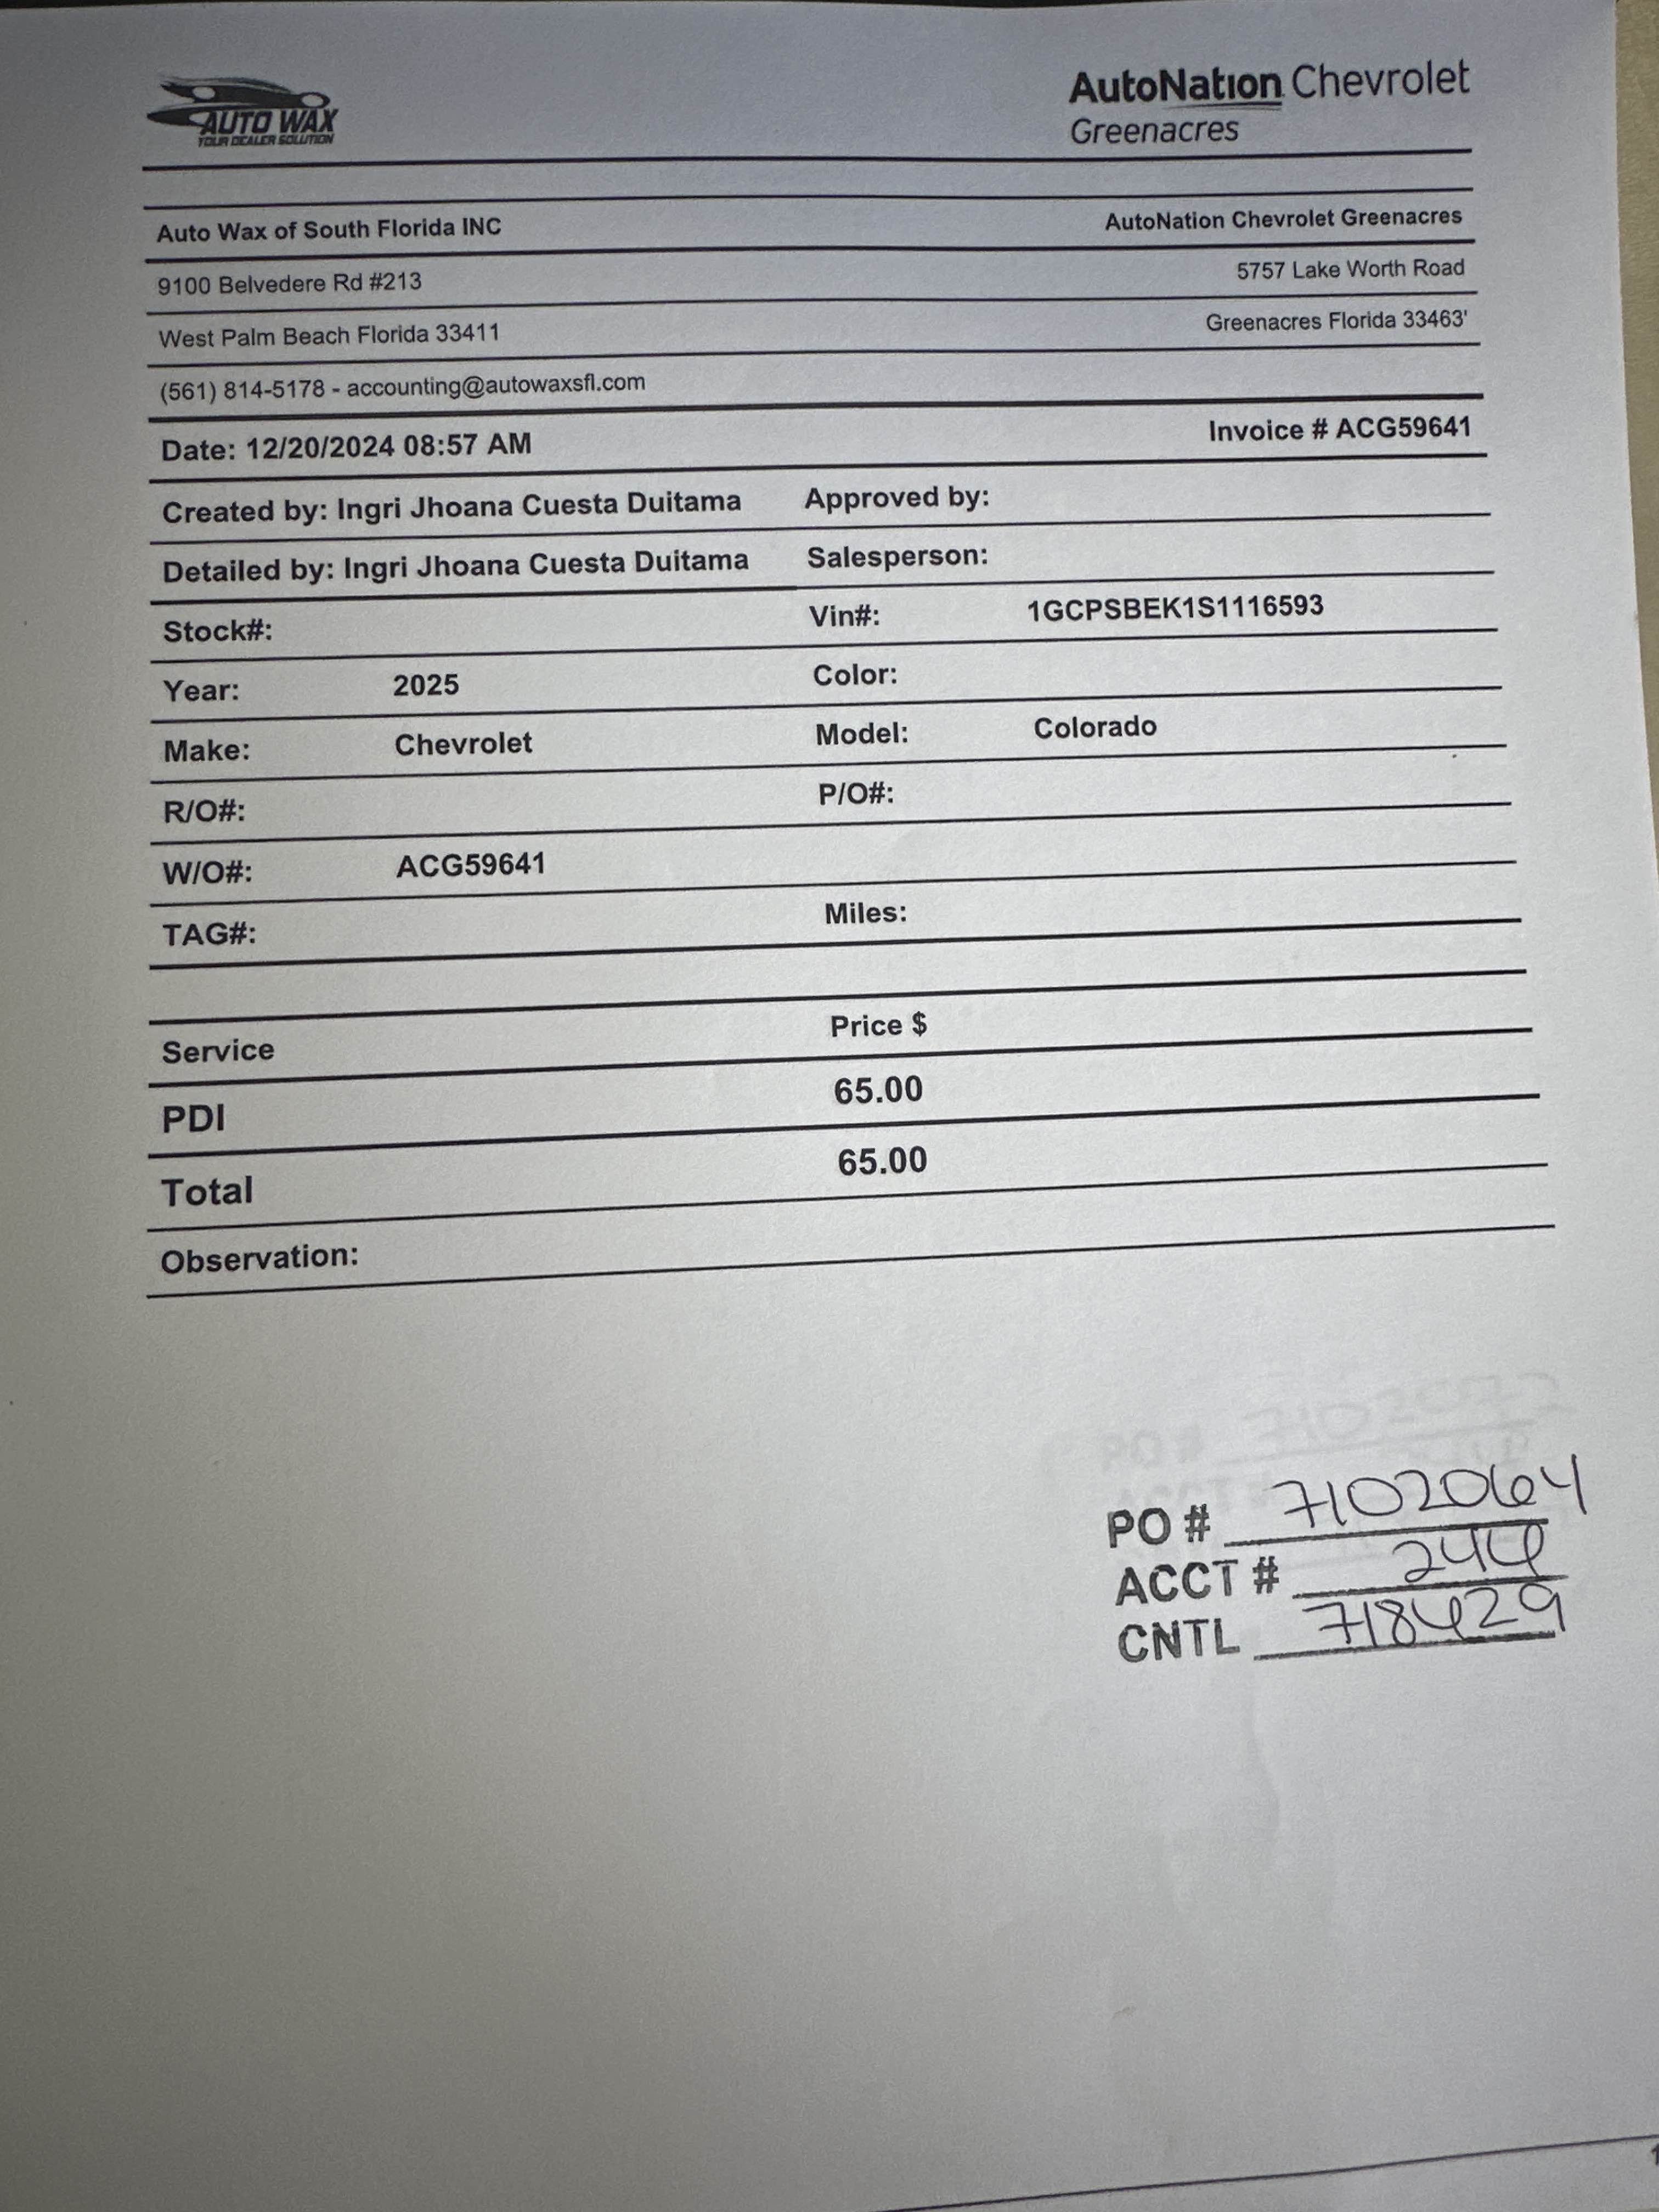 AUTO WAX
YOUR DEALER SOLUTION
AutoNation Chevrolet
Greenacres
Auto Wax of South Florida INC AutoNation Chevrolet Greenacres
9100 Belvedere Rd #213 5757 Lake Worth Road
West Palm Beach Florida 33411 Greenacres Florida 33463'
(561) 814-5178 - accounting@autowaxsfl.com
Date: 12/20/2024 08:57 AM Invoice # ACG59641
Created by: Ingri Jhoana Cuesta Duitama Approved by:
Detailed by: Ingri Jhoana Cuesta Duitama Salesperson:
Stock#: Vin#: 1GCPSBEK1S1116593
Year: 2025 Color:
Make: Chevrolet Model: Colorado
R/O#: P/O#:
W/O#: ACG59641
TAG#: Miles:
Service Price $
PDI 65.00
Total 65.00
Observation:
PO # 7102064
ACCT # 244
CNTL 718429